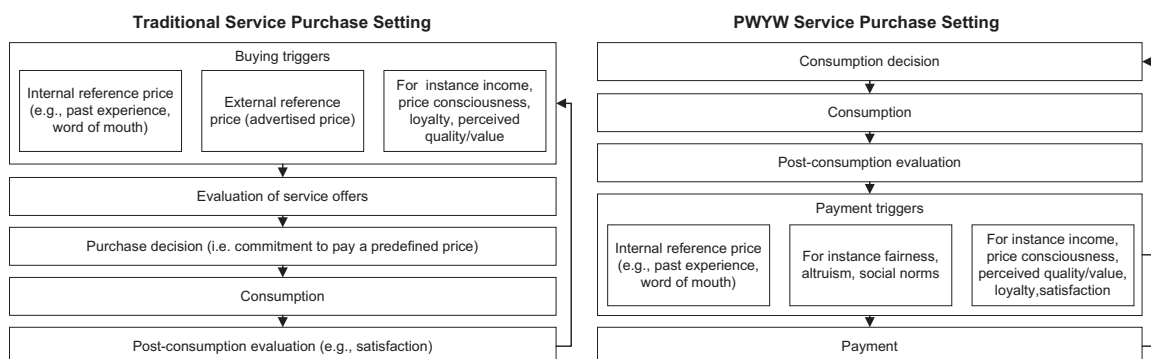 Traditional Service Purchase Setting
Buying triggers
Internal reference price
(e.g., past experience,
word of mouth)
External reference
price (advertised price)
For instance income,
price consciousness,
loyalty, perceived
quality/value
Evaluation of service offers
Purchase decision (i.e. commitment to pay a predefined price)
Consumption
Post-consumption evaluation (e.g., satisfaction)
PWYW Service Purchase Setting
Consumption decision
Consumption
Post-consumption evaluation
Payment triggers
Internal reference price
(e.g., past experience,
word of mouth)
For instance fairness,
altruism, social norms
For instance income,
price consciousness,
perceived quality/value,
loyalty,satisfaction
Payment